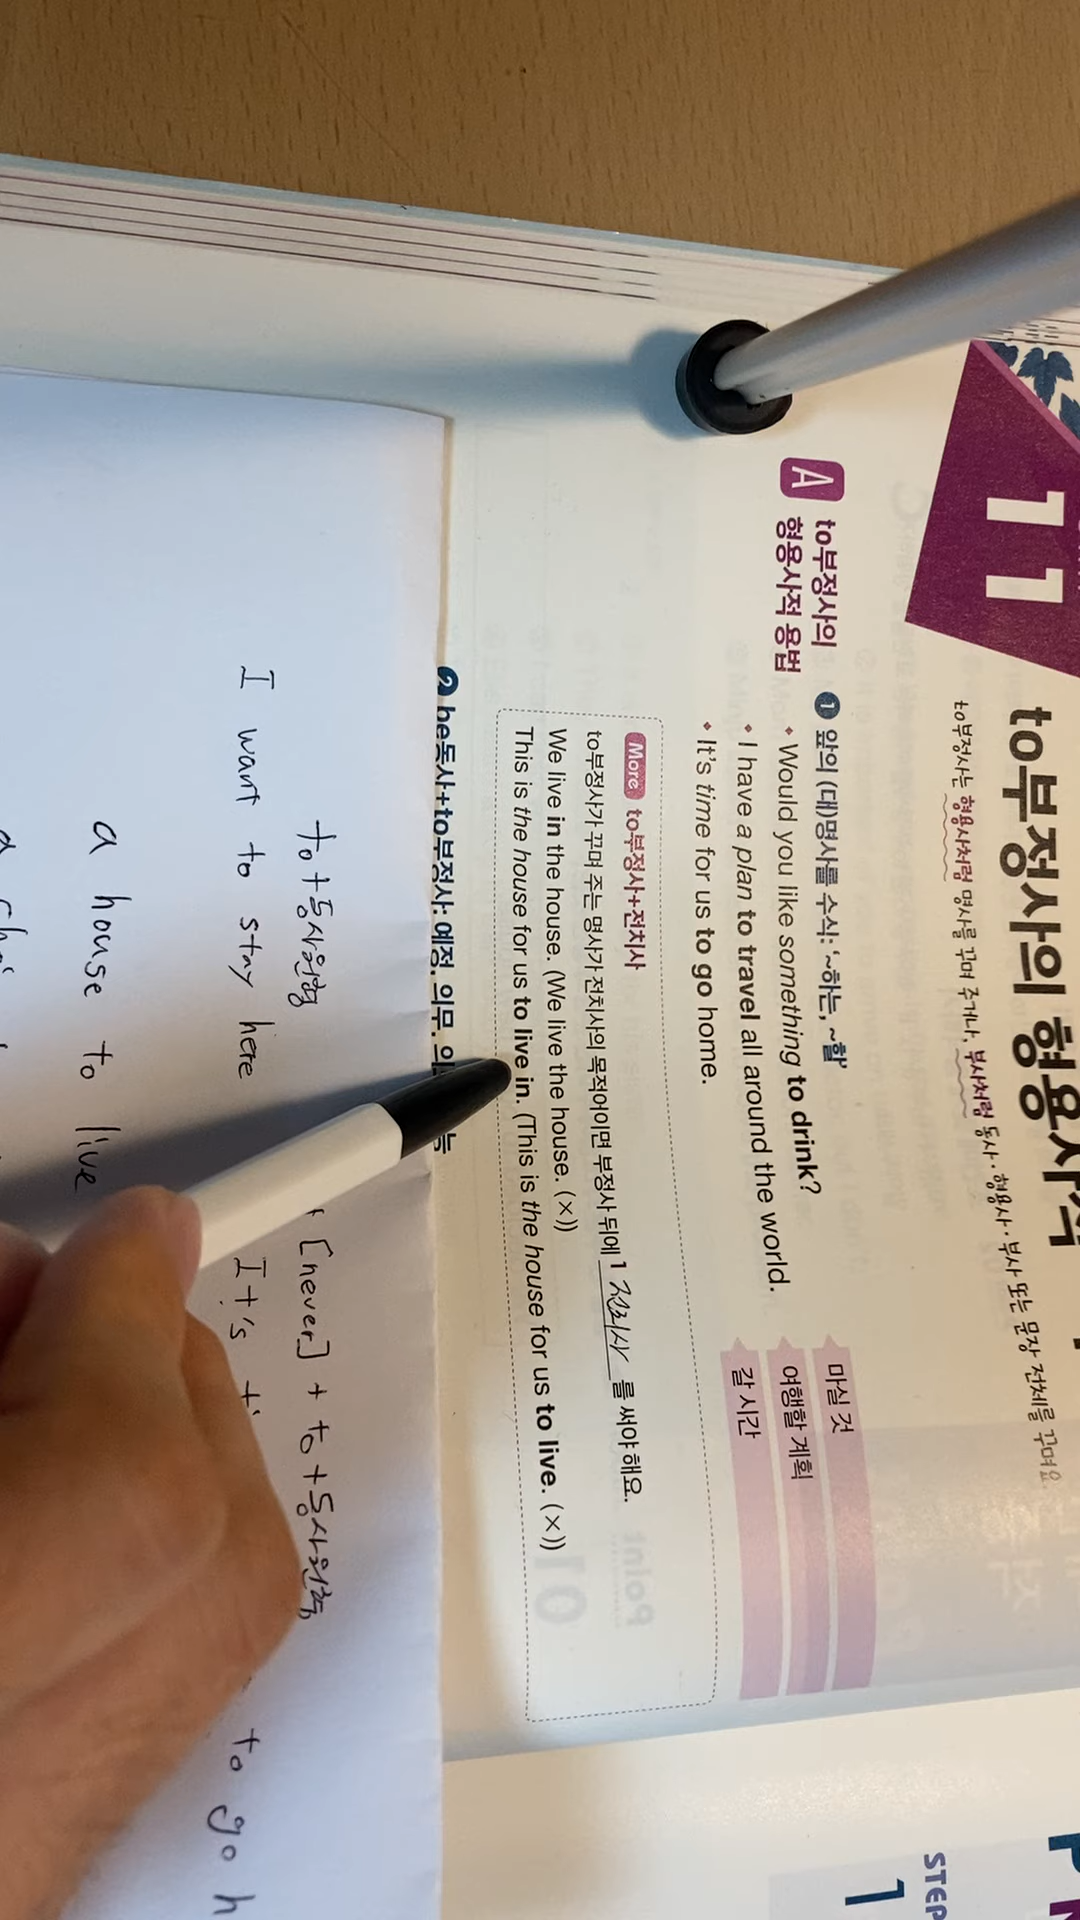 11
to부정사의 형용사적
to부정사는 형용사처럼 명사를 꾸며 주거나, 부사처럼 동사·형용사·부사 또는 문장 전체를 꾸며요.
A to부정사의
형용사적 용법
1 앞의 (대)명사를 수식: '~하는, ~할'
• Would you like something to drink?
마실 것
• I have a plan to travel all around the world.
여행할 계획
• It's time for us to go home.
갈 시간
More to부정사+전치사
to부정사가 꾸며 주는 명사가 전치사의 목적어이면 부정사 뒤에 1 전치사 를 써야 해요.
We live in the house. (We live the house. (×))
This is the house for us to live in. (This is the house for us to live. (×))
2 be동사+to부정사: 예정, 의무,
to+동사원형
[never] + to+동사원형
I want to stay here
It's
to go h
a house to live
STEP
1